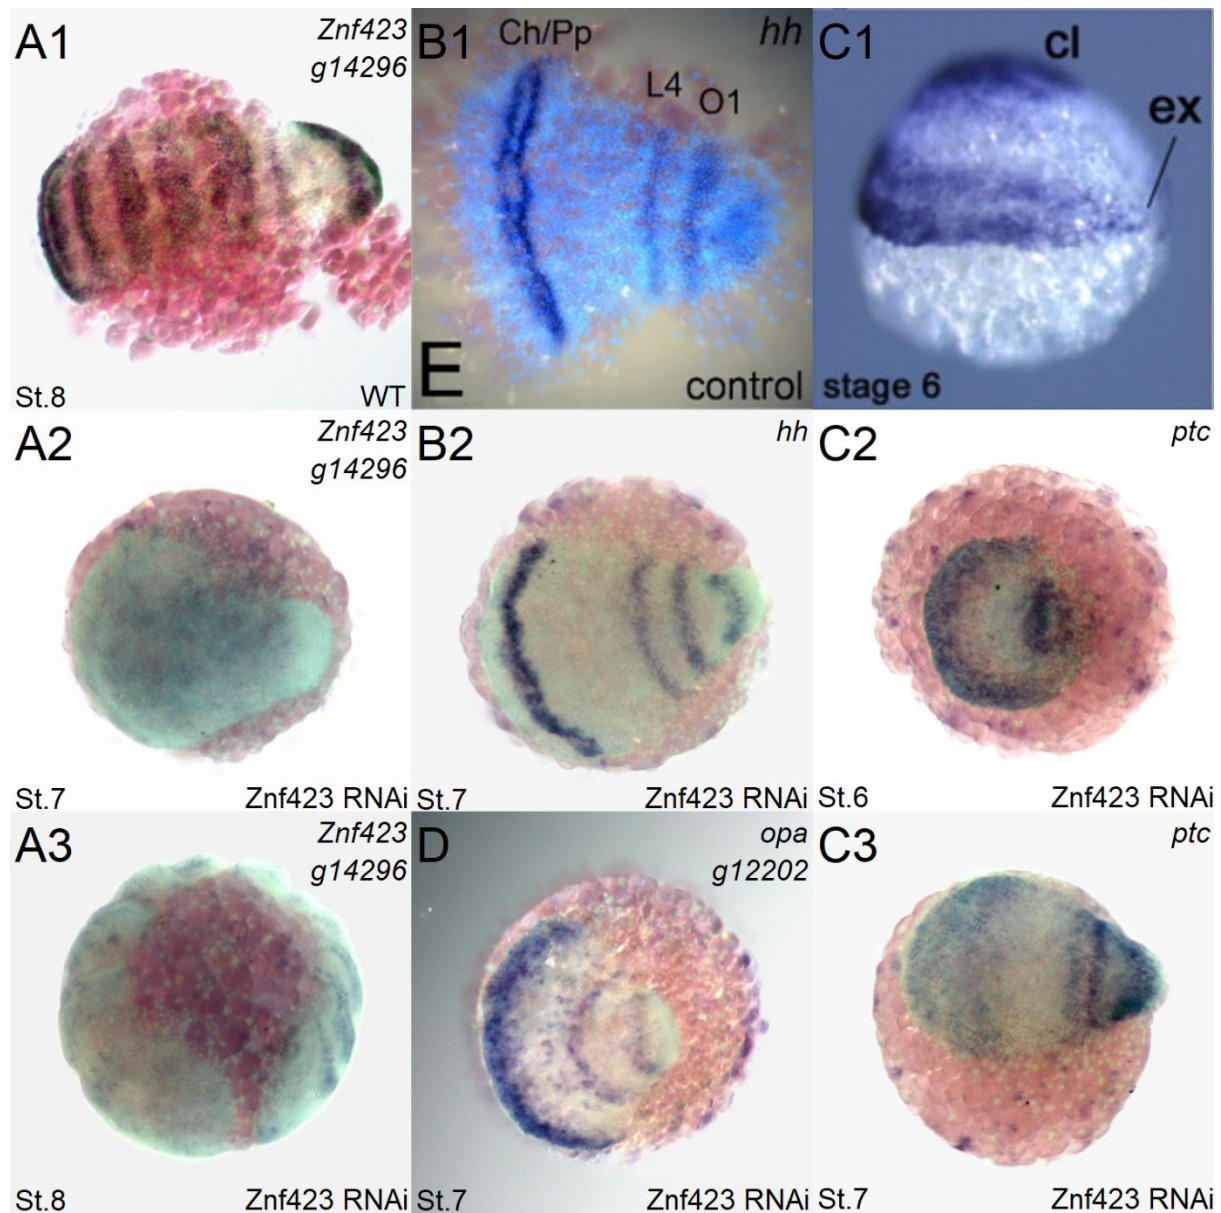 A1
Znf423
g14296
St.8
WT
B1
Ch/Pp
hh
L4
O1
E
control
C1
cl
ex
stage 6
A2
Znf423
g14296
St.7
Znf423 RNAi
B2
hh
St.7
Znf423 RNAi
C2
ptc
St.6
Znf423 RNAi
A3
Znf423
g14296
St.8
Znf423 RNAi
D
opa
g12202
St.7
Znf423 RNAi
C3
ptc
St.7
Znf423 RNAi